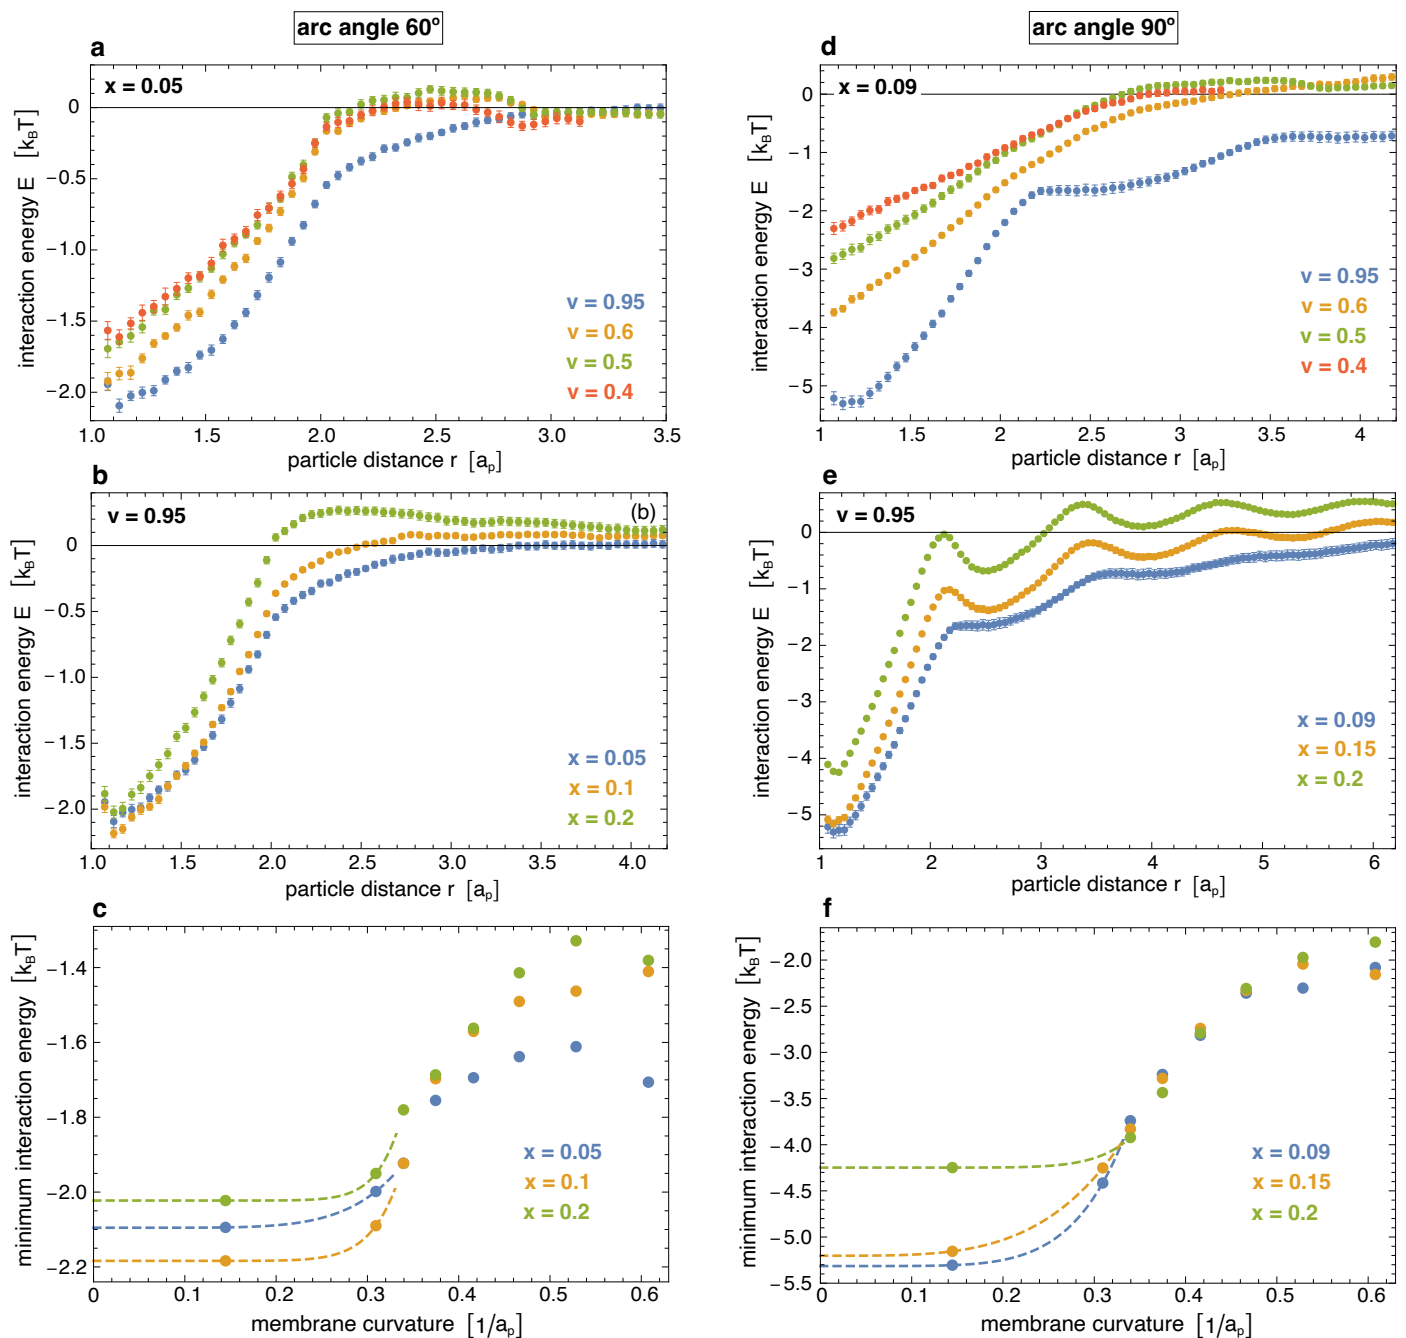 arc angle 60º
a
x = 0.05
interaction energy E [kBT]
0
−0.5
−1.0
−1.5
−2.0
v = 0.95
v = 0.6
v = 0.5
v = 0.4
1.0 1.5 2.0 2.5 3.0 3.5
particle distance r [ap]
b
v = 0.95
(b)
interaction energy E [kBT]
0
−0.5
−1.0
−1.5
−2.0
x = 0.05
x = 0.1
x = 0.2
1.0 1.5 2.0 2.5 3.0 3.5 4.0
particle distance r [ap]
c
minimum interaction energy [kBT]
−1.4
−1.6
−1.8
−2.0
−2.2
x = 0.05
x = 0.1
x = 0.2
0 0.1 0.2 0.3 0.4 0.5 0.6
membrane curvature [1/ap]
arc angle 90º
d
x = 0.09
interaction energy E [kBT]
0
−1
−2
−3
−4
−5
v = 0.95
v = 0.6
v = 0.5
v = 0.4
1 1.5 2 2.5 3 3.5 4
particle distance r [ap]
e
v = 0.95
interaction energy E [kBT]
0
−1
−2
−3
−4
−5
x = 0.09
x = 0.15
x = 0.2
1 2 3 4 5 6
particle distance r [ap]
f
minimum interaction energy [kBT]
−2.0
−2.5
−3.0
−3.5
−4.0
−4.5
−5.0
−5.5
x = 0.09
x = 0.15
x = 0.2
0 0.1 0.2 0.3 0.4 0.5 0.6
membrane curvature [1/ap]